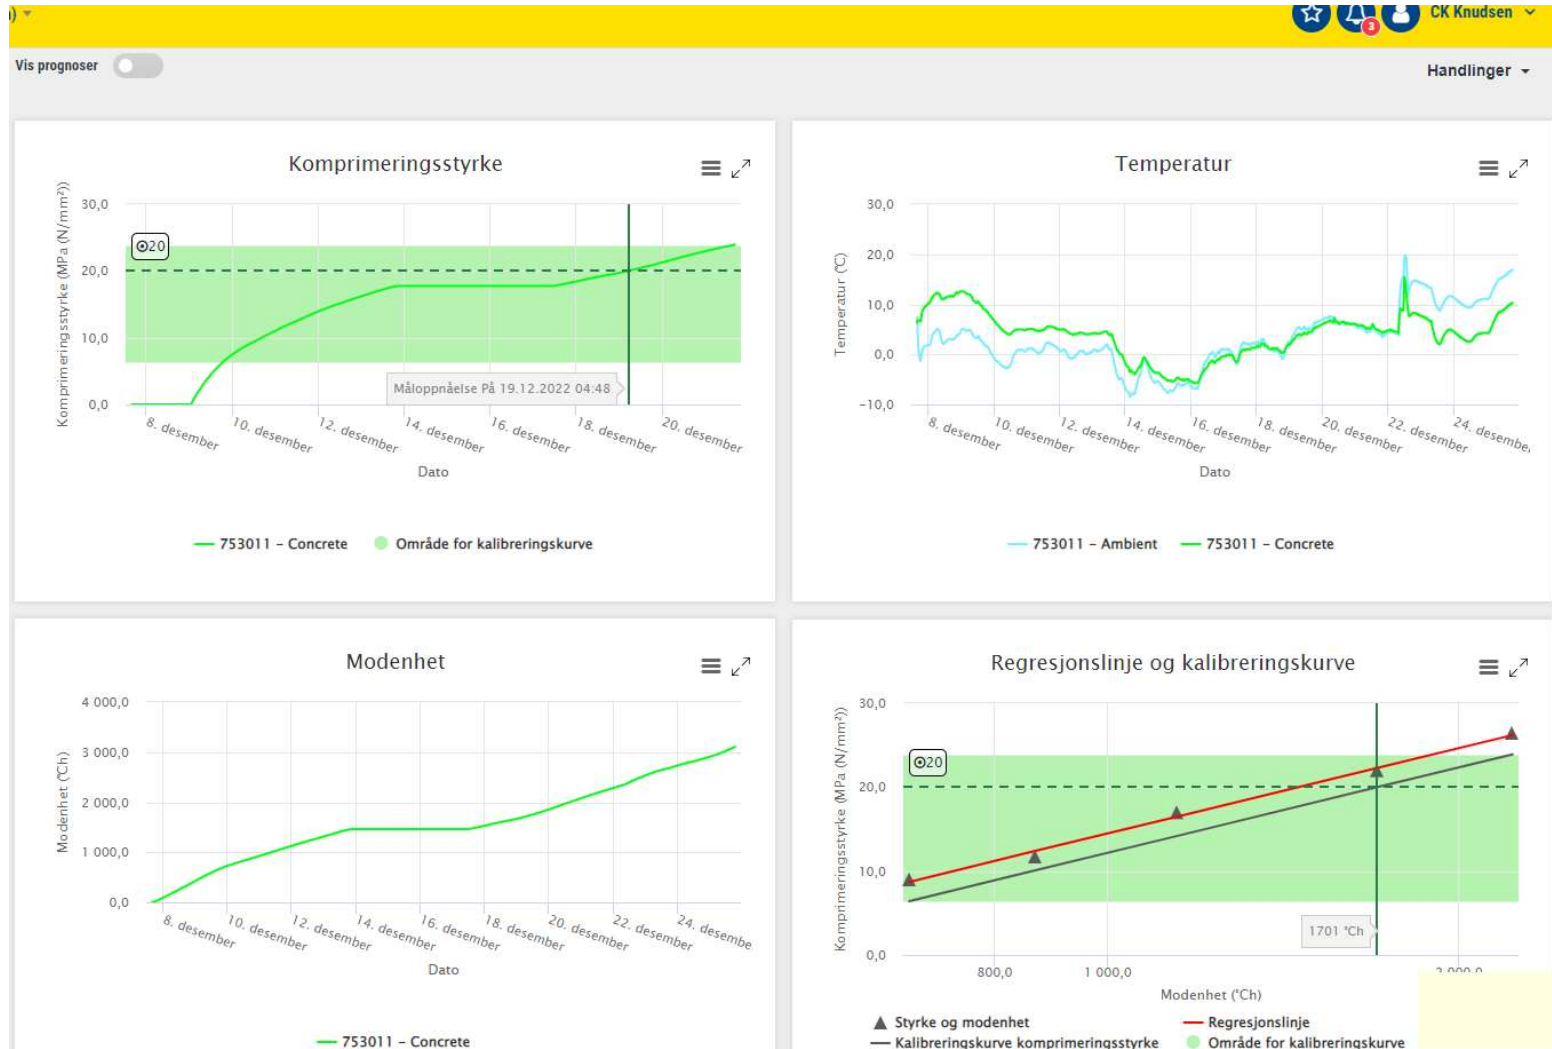 CK Knudsen
3
Vis prognoser
Handlinger
Komprimeringsstyrke
Komprimeringsstyrke (MPa (N/mm²))
30,0
20,0
10,0
0,0
20
Måloppnåelse På 19.12.2022 04:48
8. desember
10. desember
12. desember
14. desember
16. desember
18. desember
20. desember
Dato
753011 – Concrete
Område for kalibreringskurve
Temperatur
Temperatur (°C)
30,0
20,0
10,0
0,0
–10,0
8. desember
10. desember
12. desember
14. desember
16. desember
18. desember
20. desember
22. desember
24. desember
Dato
753011 – Ambient
753011 – Concrete
Modenhet
Modenhet (°Ch)
4 000,0
3 000,0
2 000,0
1 000,0
0,0
8. desember
10. desember
12. desember
14. desember
16. desember
18. desember
20. desember
22. desember
24. desembe
Dato
753011 – Concrete
Regresjonslinje og kalibreringskurve
Komprimeringsstyrke (MPa (N/mm²))
30,0
20,0
10,0
0,0
20
1701 °Ch
800,0
1 000,0
2 000,0
Modenhet (°Ch)
Styrke og modenhet
Regresjonslinje
Kalibreringskurve komprimeringsstyrke
Område for kalibreringskurve